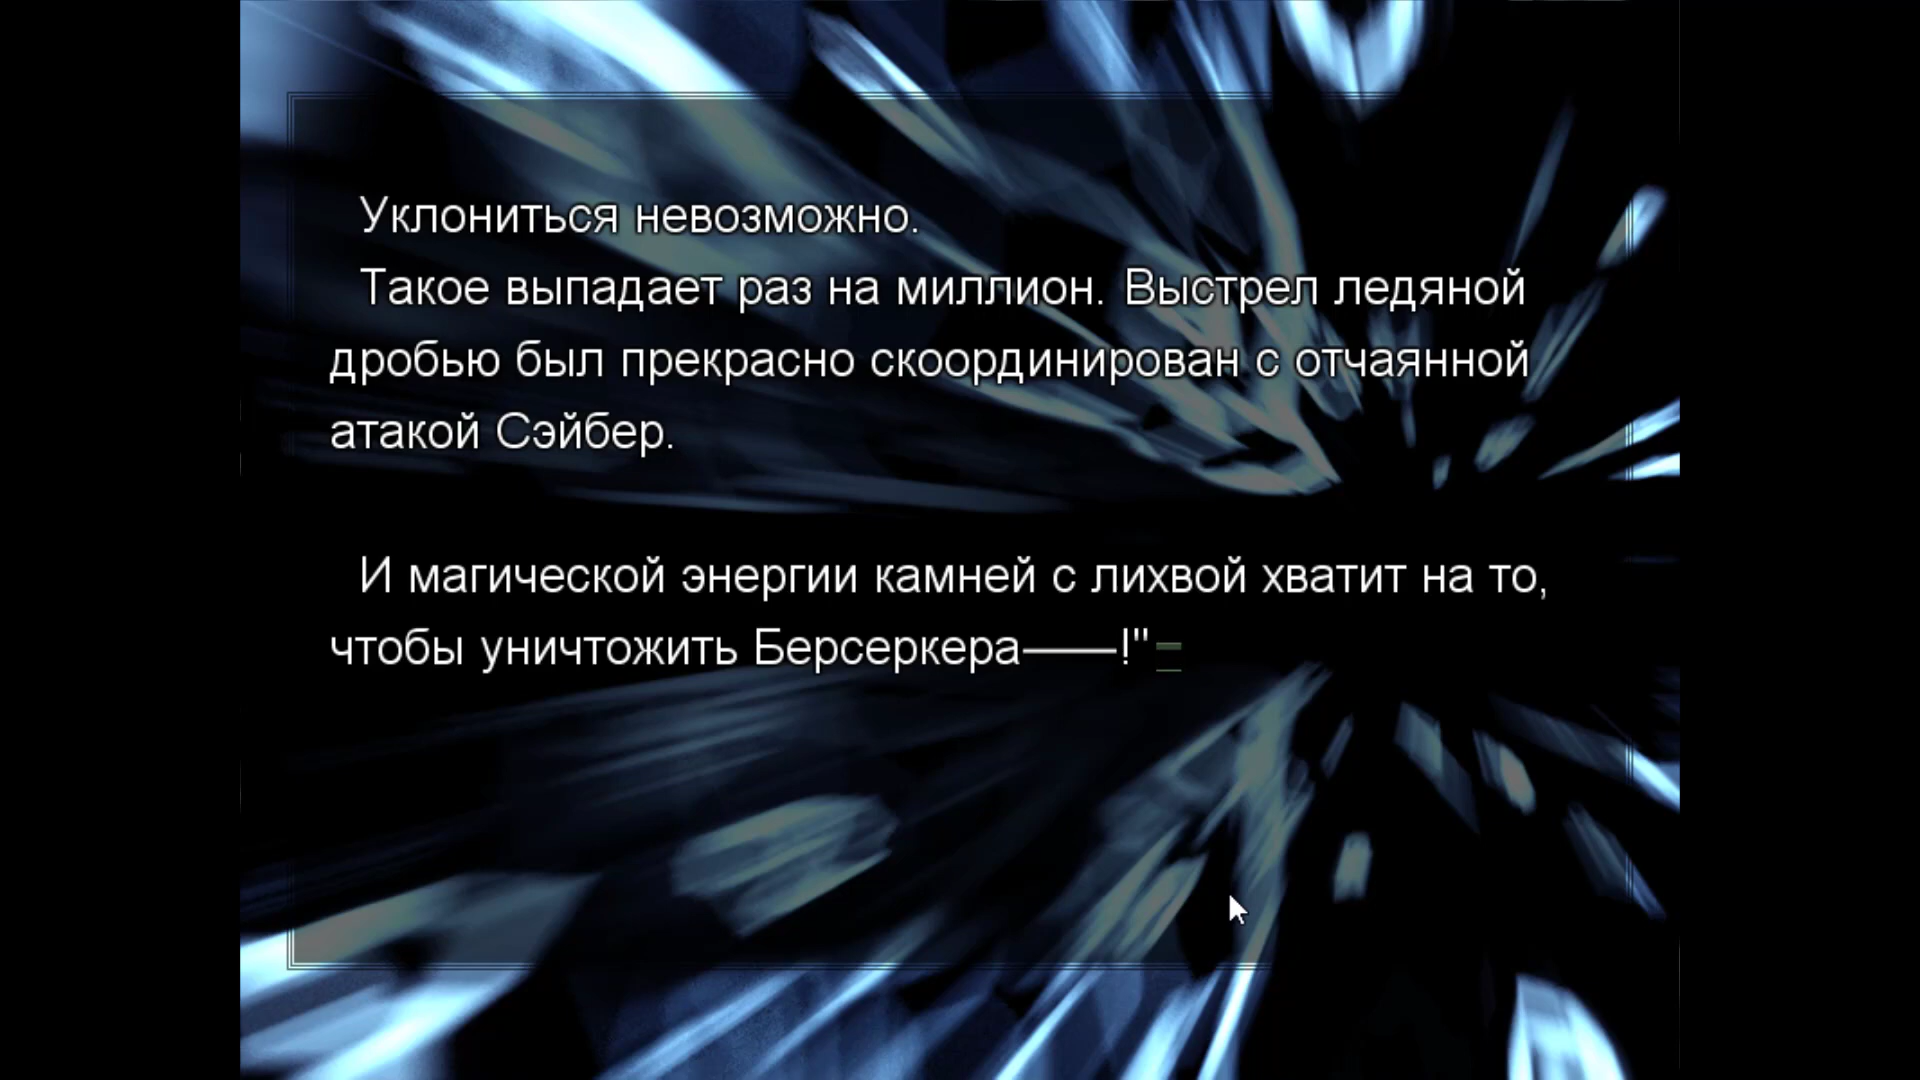 Уклониться невозможно.
Такое выпадает раз на миллион. Выстрел ледяной
дробью был прекрасно скоординирован с отчаянной
атакой Сэйбер.
И магической энергии камней с лихвой хватит на то,
чтобы уничтожить Берсеркера——!"